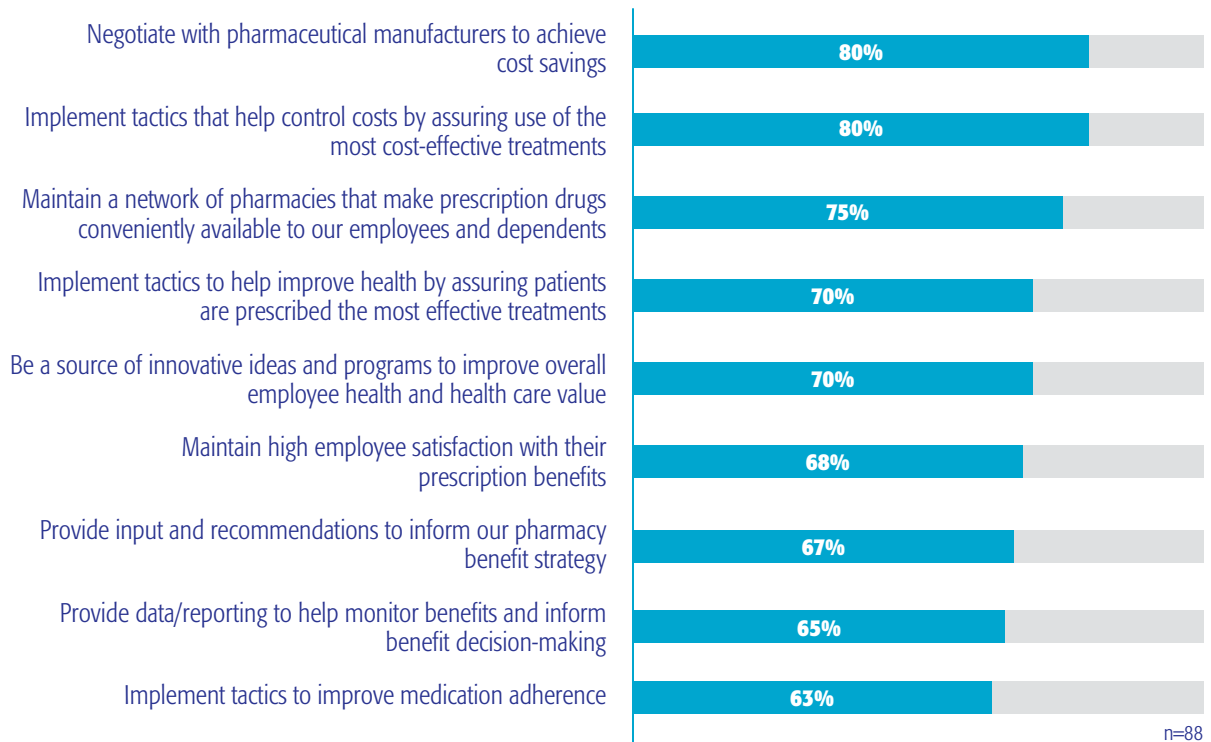 Negotiate with pharmaceutical manufacturers to achieve
cost savings
80%
Implement tactics that help control costs by assuring use of the
most cost-effective treatments
80%
Maintain a network of pharmacies that make prescription drugs
conveniently available to our employees and dependents
75%
Implement tactics to help improve health by assuring patients
are prescribed the most effective treatments
70%
Be a source of innovative ideas and programs to improve overall
employee health and health care value
70%
Maintain high employee satisfaction with their
prescription benefits
68%
Provide input and recommendations to inform our pharmacy
benefit strategy
67%
Provide data/reporting to help monitor benefits and inform
benefit decision-making
65%
Implement tactics to improve medication adherence
63%
n=88